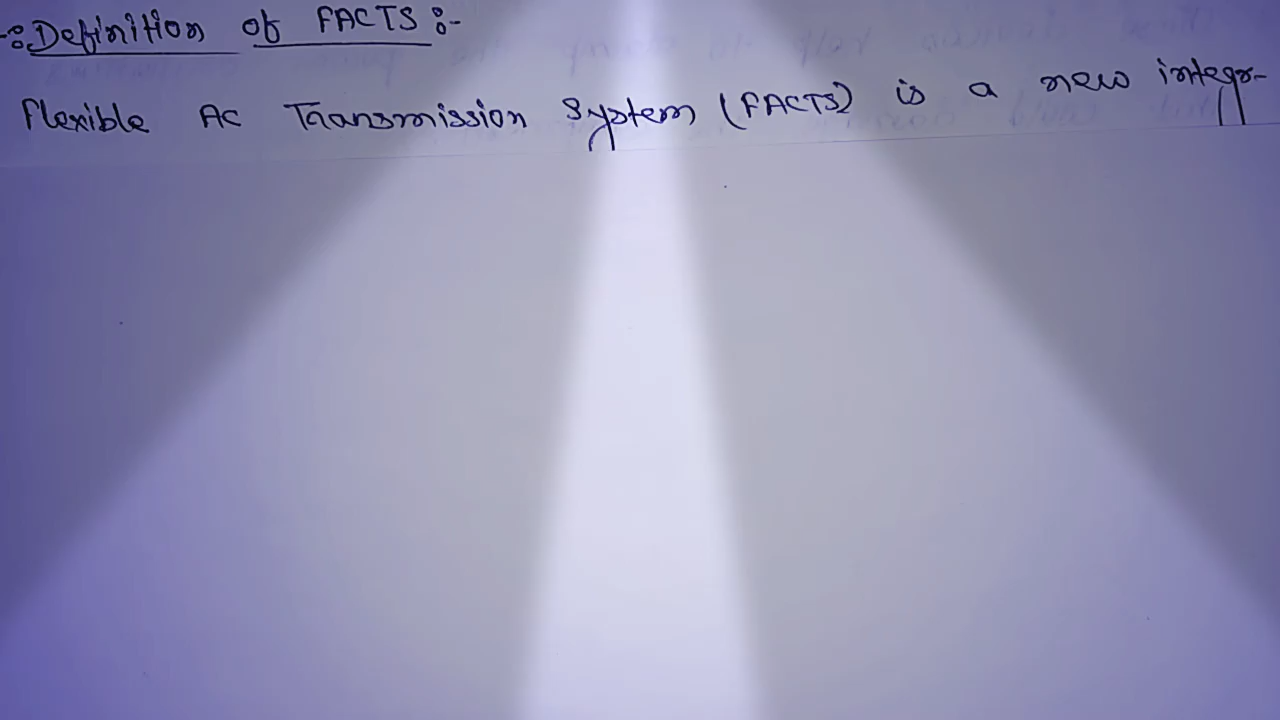 -: Definition of FACTS :-
Flexible AC Transmission System (FACTS) is a new integr-